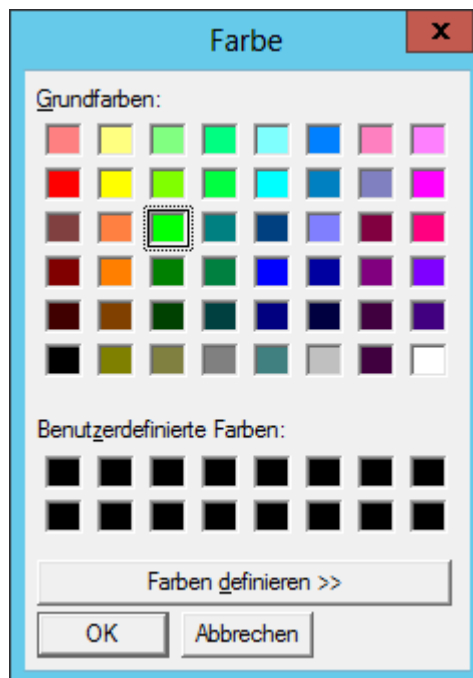 Farbe
x
Grundfarben:
Benutzerdefinierte Farben:
Farben definieren >>
OK Abbrechen